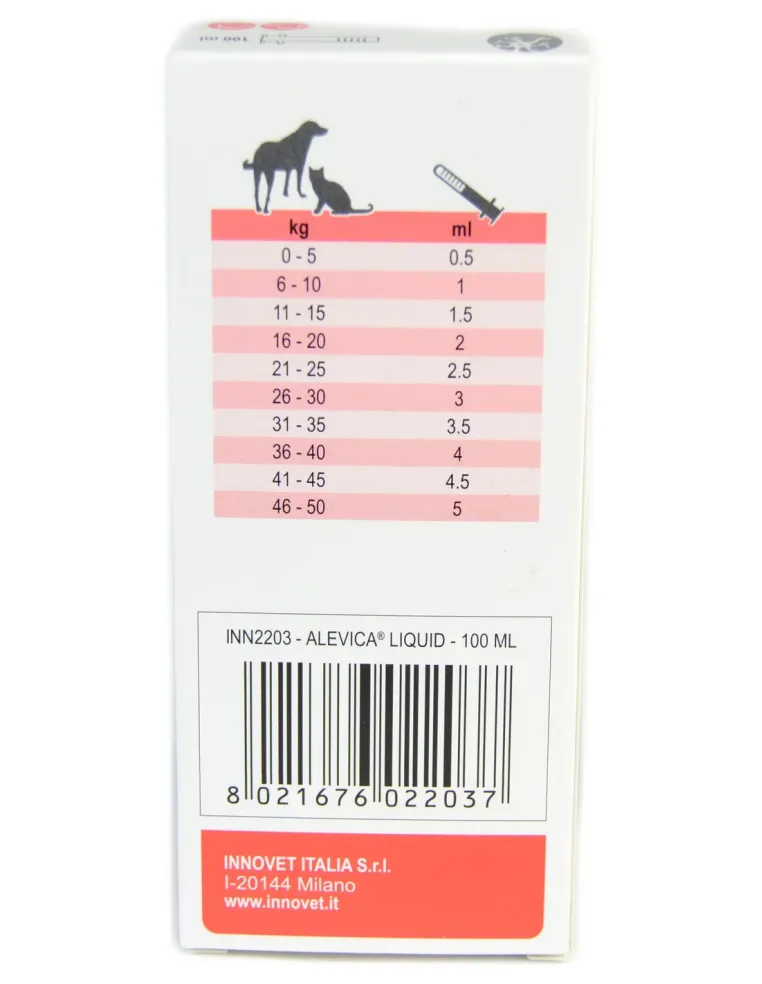 100 ml
kg ml
0 - 5 0.5
6 - 10 1
11 - 15 1.5
16 - 20 2
21 - 25 2.5
26 - 30 3
31 - 35 3.5
36 - 40 4
41 - 45 4.5
46 - 50 5
INN2203 - ALEVICA® LIQUID - 100 ML
8 021676 022037
INNOVET ITALIA S.r.l.
I-20144 Milano
www.innovet.it